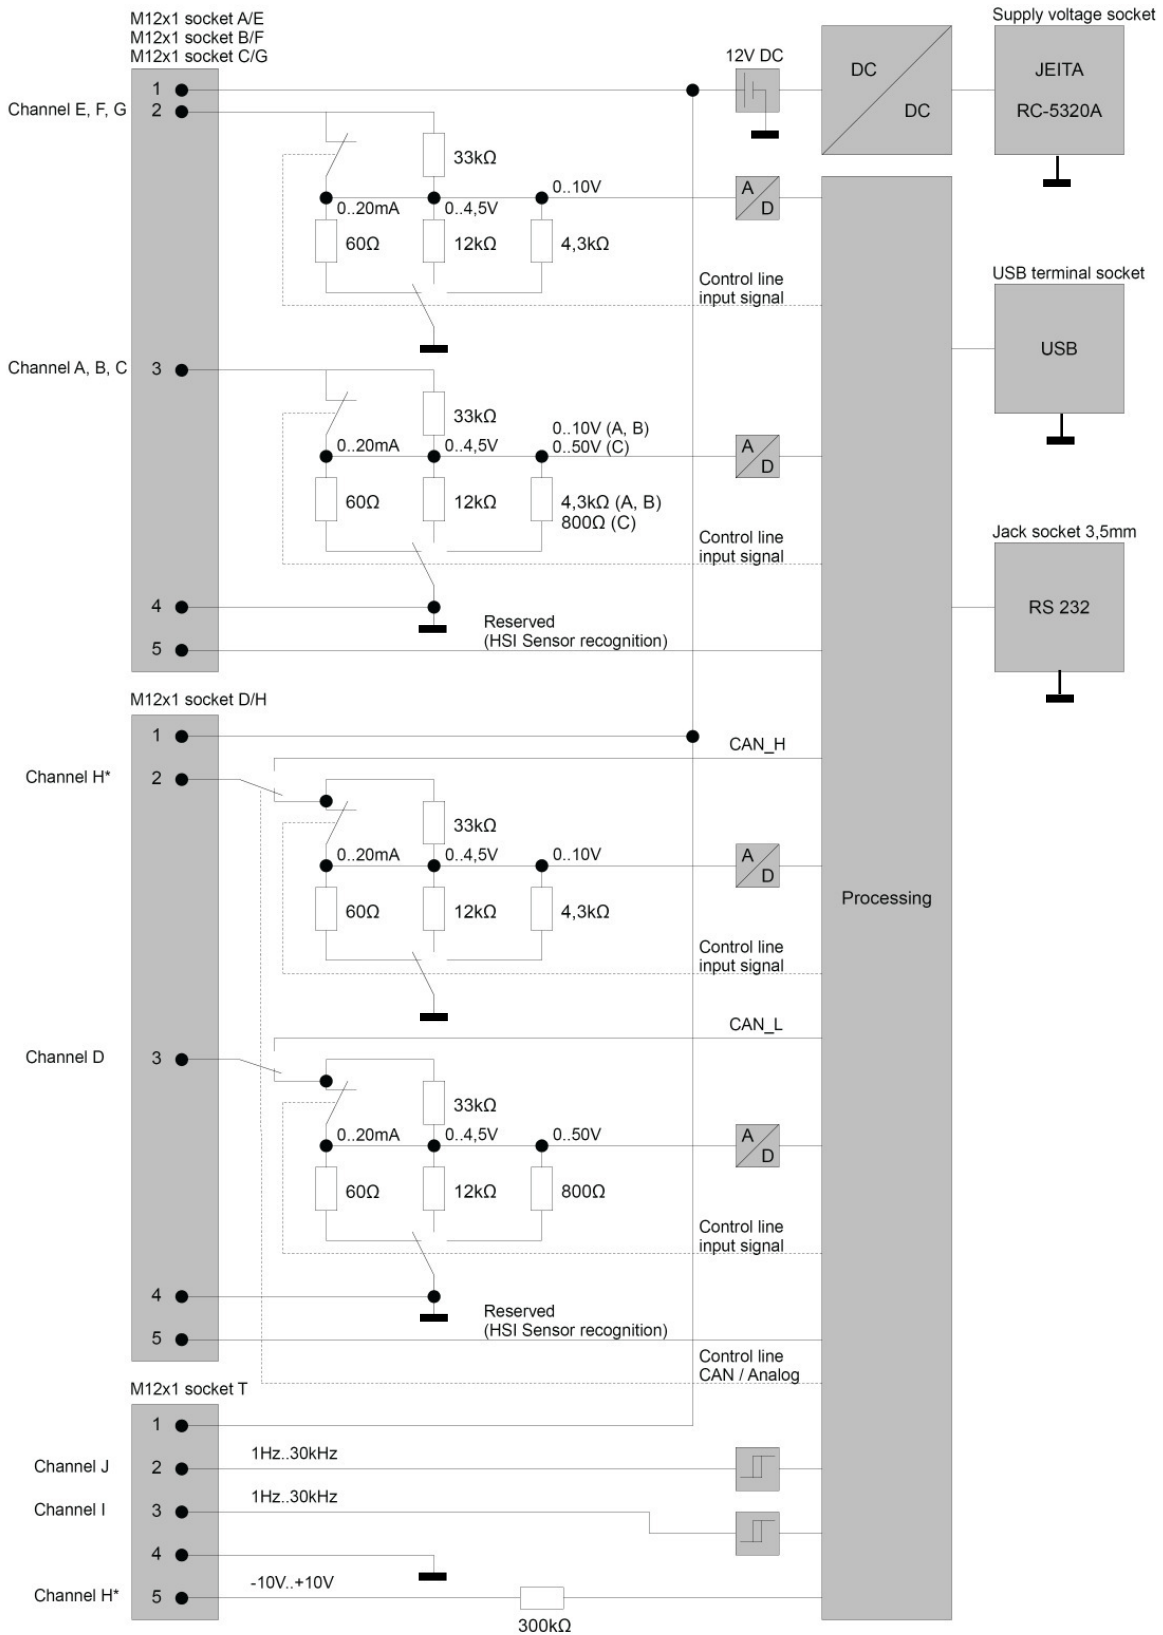 M12x1 socket A/E
M12x1 socket B/F
M12x1 socket C/G
Supply voltage socket
12V DC
DC
DC
JEITA
RC-5320A
1
Channel E, F, G
2
33kΩ
0..20mA
0..4,5V
0..10V
A
D
60Ω
12kΩ
4,3kΩ
Control line
input signal
USB terminal socket
USB
Channel A, B, C
3
33kΩ
0..20mA
0..4,5V
0..10V (A, B)
0..50V (C)
A
D
60Ω
12kΩ
4,3kΩ (A, B)
800Ω (C)
Control line
input signal
Jack socket 3,5mm
RS 232
4
Reserved
(HSI Sensor recognition)
5
M12x1 socket D/H
1
CAN_H
Channel H*
2
33kΩ
0..20mA
0..4,5V
0..10V
A
D
60Ω
12kΩ
4,3kΩ
Processing
Control line
input signal
CAN_L
Channel D
3
33kΩ
0..20mA
0..4,5V
0..50V
A
D
60Ω
12kΩ
800Ω
Control line
input signal
4
Reserved
(HSI Sensor recognition)
5
Control line
CAN / Analog
M12x1 socket T
1
1Hz..30kHz
Channel J
2
1Hz..30kHz
Channel I
3
4
-10V..+10V
Channel H*
5
300kΩ